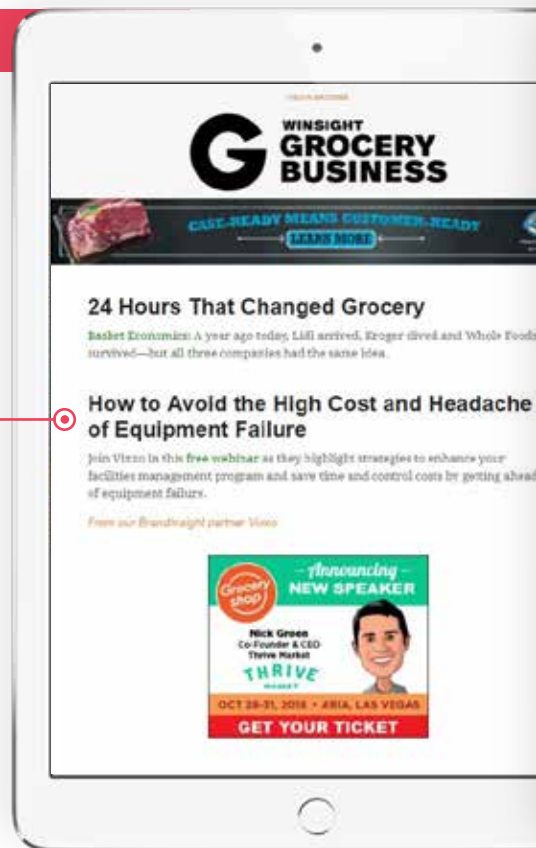 WINSIGHT
GROCERY
BUSINESS
CASE-READY MEANS CUSTOMER-READY
LEARN MORE
24 Hours That Changed Grocery
Basket Economics: A year ago today, Lidl arrived, Kroger dived and Whole Foods
survived—but all three companies had the same idea.
How to Avoid the High Cost and Headache
of Equipment Failure
Join Vixxo in this free webinar as they highlight strategies to enhance your
facilities management program and save time and control costs by getting ahead
of equipment failure.
From our BrandInsight partner Vixxo
Grocery
shop
– Announcing –
NEW SPEAKER
Nick Green
Co-Founder & CEO
Thrive Market
THRIVE
MARKET
OCT 28-31, 2018 • ARIA, LAS VEGAS
GET YOUR TICKET